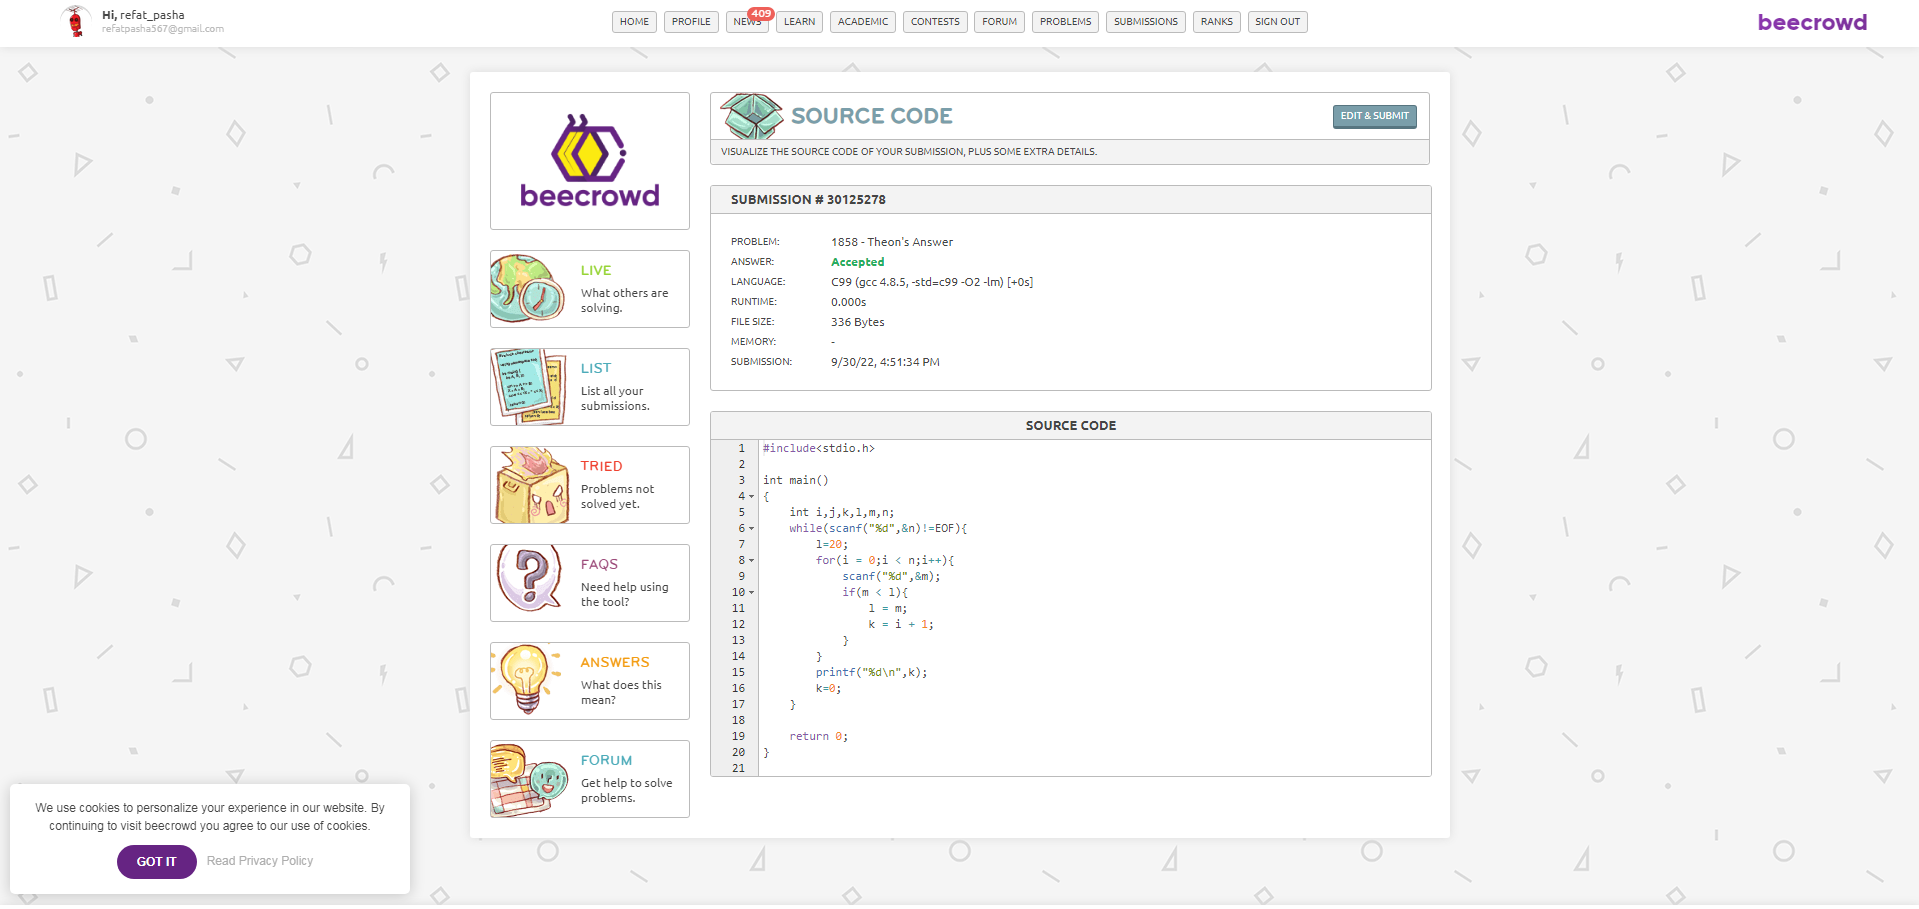 Hi, refat_pasha
refatpasha567@gmail.com
HOME
PROFILE
NEWS
409
LEARN
ACADEMIC
CONTESTS
FORUM
PROBLEMS
SUBMISSIONS
RANKS
SIGN OUT
beecrowd
beecrowd
LIVE
What others are
solving.
LIST
List all your
submissions.
TRIED
Problems not
solved yet.
FAQS
Need help using
the tool?
ANSWERS
What does this
mean?
FORUM
Get help to solve
problems.
SOURCE CODE
EDIT & SUBMIT
VISUALIZE THE SOURCE CODE OF YOUR SUBMISSION, PLUS SOME EXTRA DETAILS.
SUBMISSION # 30125278
PROBLEM: 1858 - Theon's Answer
ANSWER: Accepted
LANGUAGE: C99 (gcc 4.8.5, -std=c99 -O2 -lm) [+0s]
RUNTIME: 0.000s
FILE SIZE: 336 Bytes
MEMORY: -
SUBMISSION: 9/30/22, 4:51:34 PM
SOURCE CODE
1 #include<stdio.h>
2
3 int main()
4 {
5     int i,j,k,l,m,n;
6     while(scanf("%d",&n)!=EOF){
7         l=20;
8         for(i = 0;i < n;i++){
9             scanf("%d",&m);
10             if(m < l){
11                 l = m;
12                 k = i + 1;
13             }
14         }
15         printf("%d\n",k);
16         k=0;
17     }
18
19     return 0;
20 }
21
We use cookies to personalize your experience in our website. By
continuing to visit beecrowd you agree to our use of cookies.
GOT IT
Read Privacy Policy